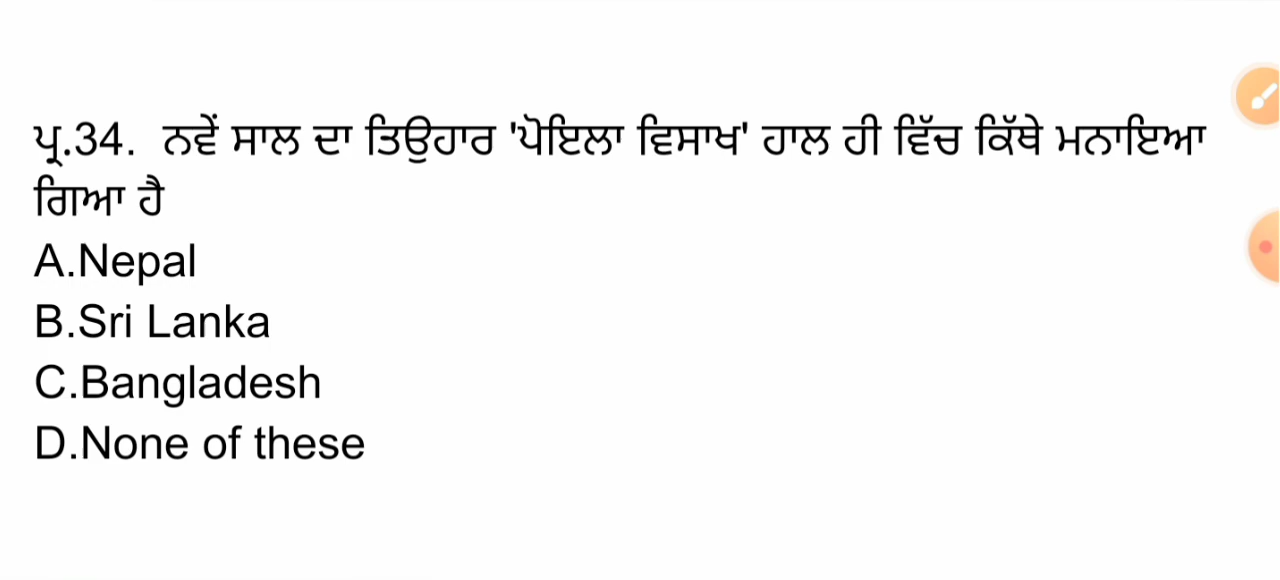 ਪ੍ਰ.34. ਨਵੇਂ ਸਾਲ ਦਾ ਤਿਉਹਾਰ 'ਪੋਇਲਾ ਵਿਸਾਖ' ਹਾਲ ਹੀ ਵਿੱਚ ਕਿੱਥੇ ਮਨਾਇਆ
ਗਿਆ ਹੈ
A.Nepal
B.Sri Lanka
C.Bangladesh
D.None of these